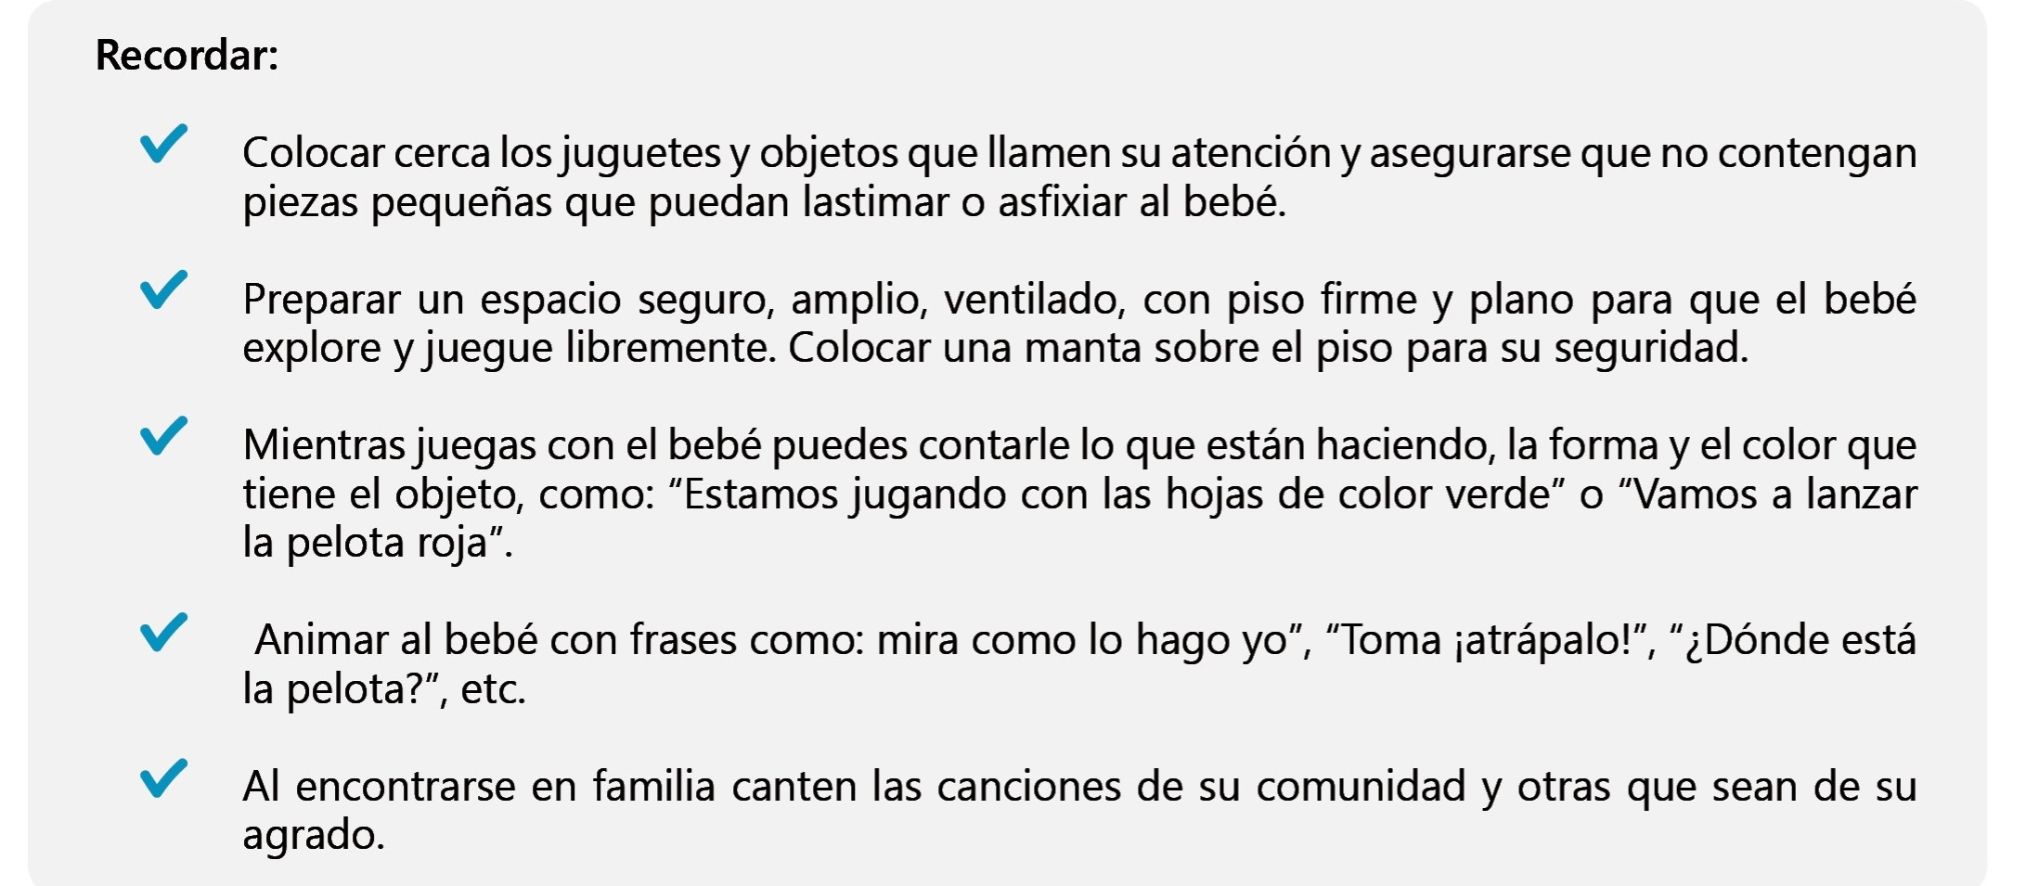 Recordar:
Colocar cerca los juguetes y objetos que llamen su atención y asegurarse que no contengan
piezas pequeñas que puedan lastimar o asfixiar al bebé.
Preparar un espacio seguro, amplio, ventilado, con piso firme y plano para que el bebé
explore y juegue libremente. Colocar una manta sobre el piso para su seguridad.
Mientras juegas con el bebé puedes contarle lo que están haciendo, la forma y el color que
tiene el objeto, como: “Estamos jugando con las hojas de color verde” o “Vamos a lanzar
la pelota roja”.
Animar al bebé con frases como: mira como lo hago yo”, “Toma ¡atrápalo!”, “¿Dónde está
la pelota?”, etc.
Al encontrarse en familia canten las canciones de su comunidad y otras que sean de su
agrado.